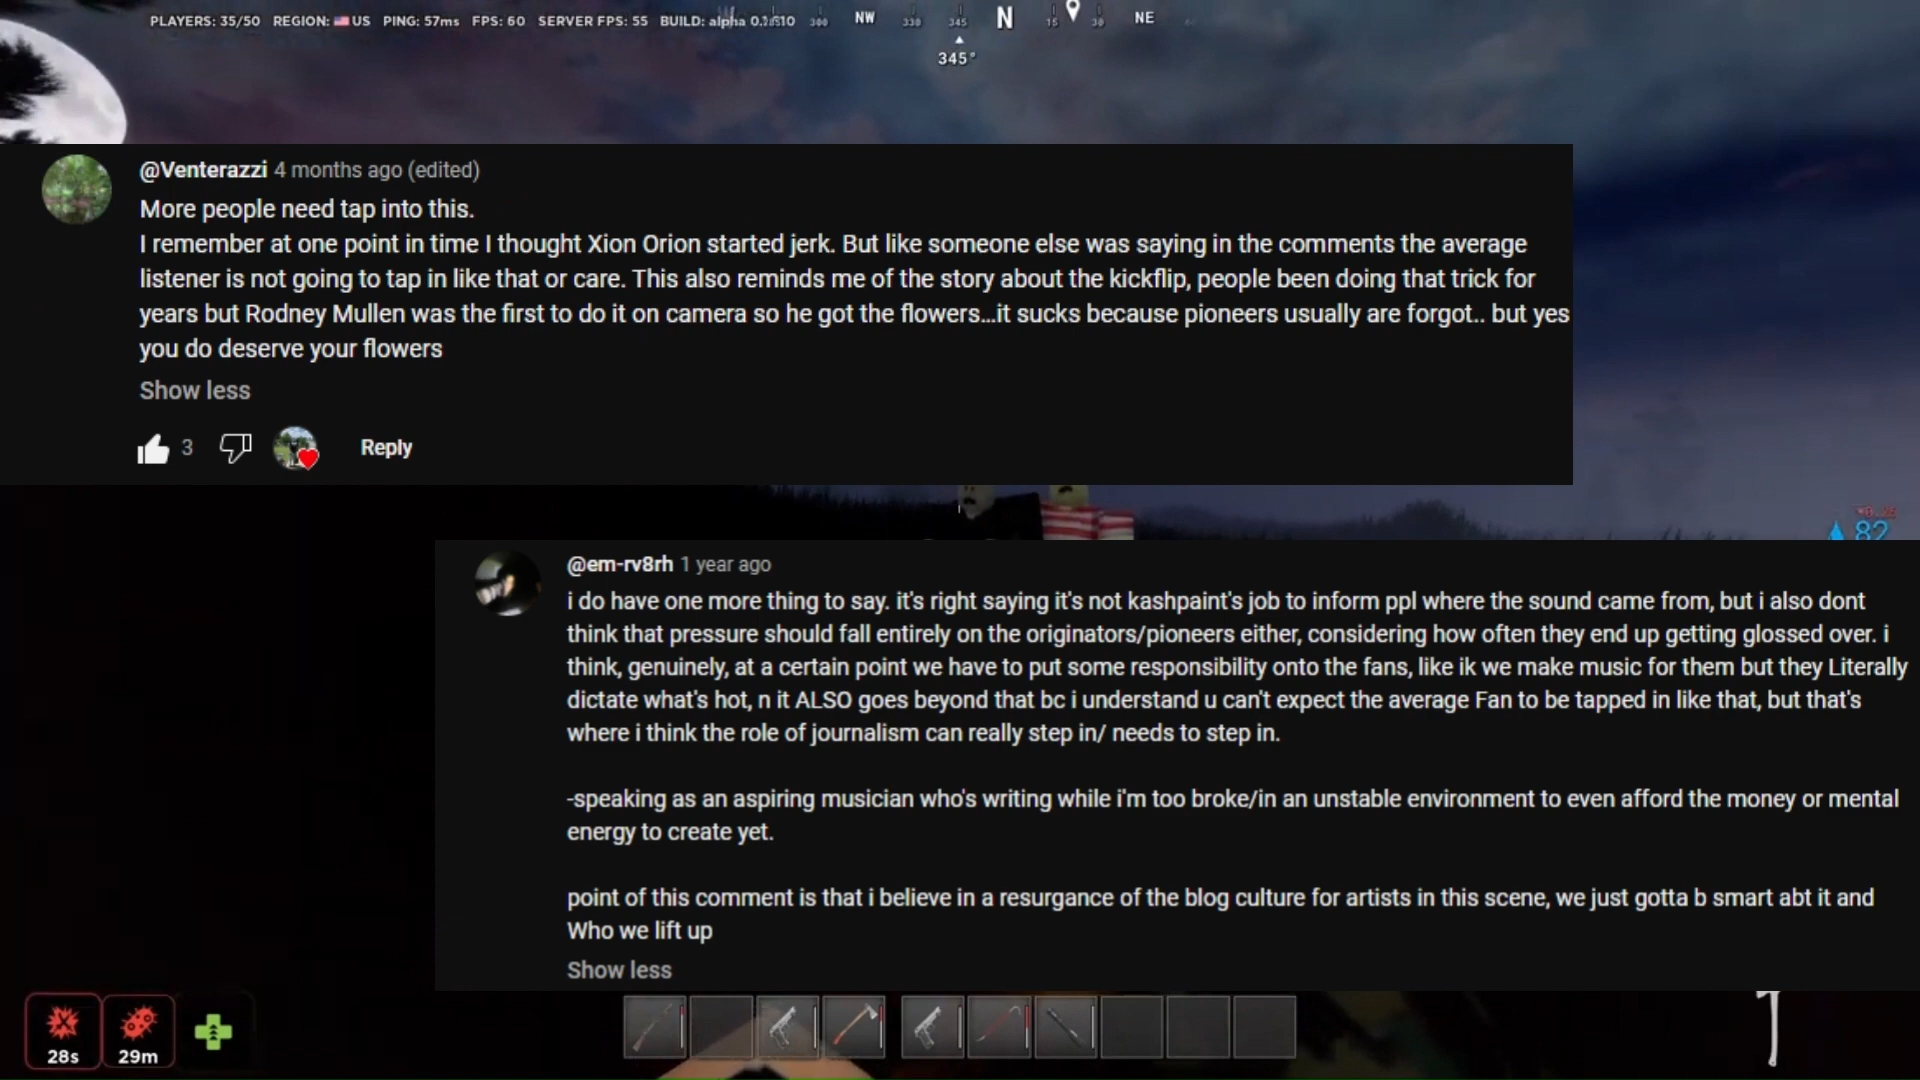 PLAYERS: 35/50 REGION: US PING: 57ms FPS: 60 SERVER FPS: 55 BUILD: alpha
300 NW 330 345 N 15 30 NE
345°
@Venterazzi 4 months ago (edited)
More people need tap into this.
I remember at one point in time I thought Xion Orion started jerk. But like someone else was saying in the comments the average
listener is not going to tap in like that or care. This also reminds me of the story about the kickflip, people been doing that trick for
years but Rodney Mullen was the first to do it on camera so he got the flowers...it sucks because pioneers usually are forgot.. but yes
you do deserve your flowers
Show less
3 Reply
82
@em-rv8rh 1 year ago
i do have one more thing to say. it's right saying it's not kashpaint's job to inform ppl where the sound came from, but i also dont
think that pressure should fall entirely on the originators/pioneers either, considering how often they end up getting glossed over. i
think, genuinely, at a certain point we have to put some responsibility onto the fans, like ik we make music for them but they Literally
dictate what's hot, n it ALSO goes beyond that bc i understand u can't expect the average Fan to be tapped in like that, but that's
where i think the role of journalism can really step in/ needs to step in.
-speaking as an aspiring musician who's writing while i'm too broke/in an unstable environment to even afford the money or mental
energy to create yet.
point of this comment is that i believe in a resurgance of the blog culture for artists in this scene, we just gotta b smart abt it and
Who we lift up
Show less
28s 29m